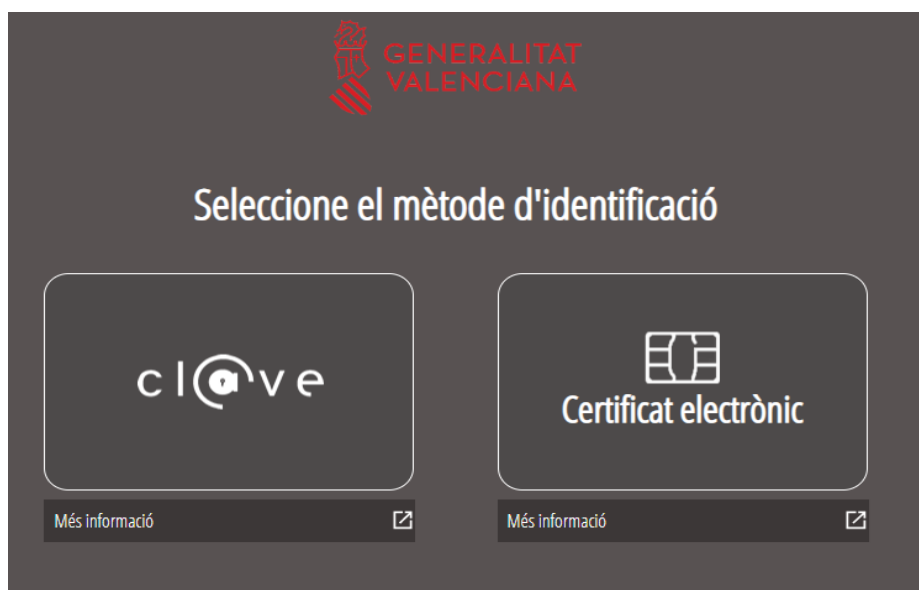 GENERALITAT
VALENCIANA
Seleccione el mètode d'identificació
cl@ve
Certificat electrònic
Més informació
Més informació